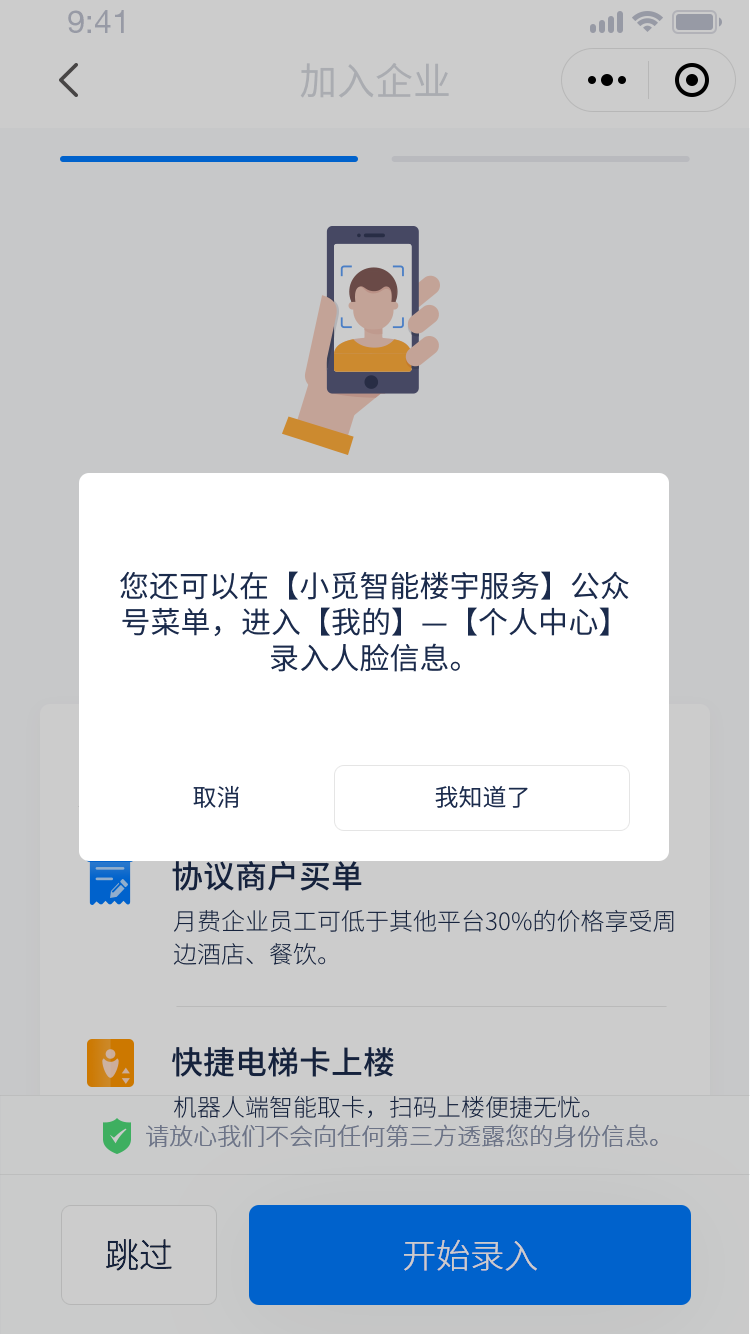 9:41
加入企业
您还可以在【小觅智能楼宇服务】公众
号菜单，进入【我的】—【个人中心】
录入人脸信息。
取消
我知道了
协议商户买单
月费企业员工可低于其他平台30%的价格享受周
边酒店、餐饮。
快捷电梯卡上楼
机器人端智能取卡，扫码上楼便捷无忧。
请放心我们不会向任何第三方透露您的身份信息。
跳过
开始录入